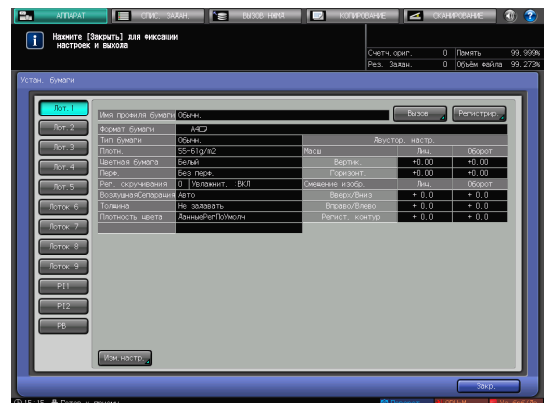 АППАРАТ СПИС. ЗАДАН. ВЫЗОВ НЖМД КОПИРОВАНИЕ СКАНИРОВАНИЕ
Нажмите [Закрыть] для фиксации
настроек и выхода
Счетч.ориг. 0 Память 99.999%
Рез. Задан. 0 Объём файла 99.273%
Устан. бумаги
Лот.1
Лот.2
Лот.3
Лот.4
Лот.5
Лоток 6
Лоток 7
Лоток 8
Лоток 9
PI1
PI2
PB
Имя профиля бумаги Обычн. Вызов Регистрир.
Формат бумаги A4
Тип бумаги Обычн. Двустор. настр.
Плотн. 55-61g/m2 Масш Лиц. Оборот
Цветная бумага Белый Вертик. +0.00 +0.00
Перф. Без перф. Горизонт. +0.00 +0.00
Рег. скручивания 0 Увлажнит. :ВКЛ Смещение изобр. Лиц. Оборот
ВоздушнаяСепарация Авто Вверх/Вниз + 0.0 + 0.0
Толщина Не задавать Вправо/Влево + 0.0 + 0.0
Плотность цвета ДанныеРегПоУмолч Регист. контур + 0.0 + 0.0
Изм.настр.
Закр.